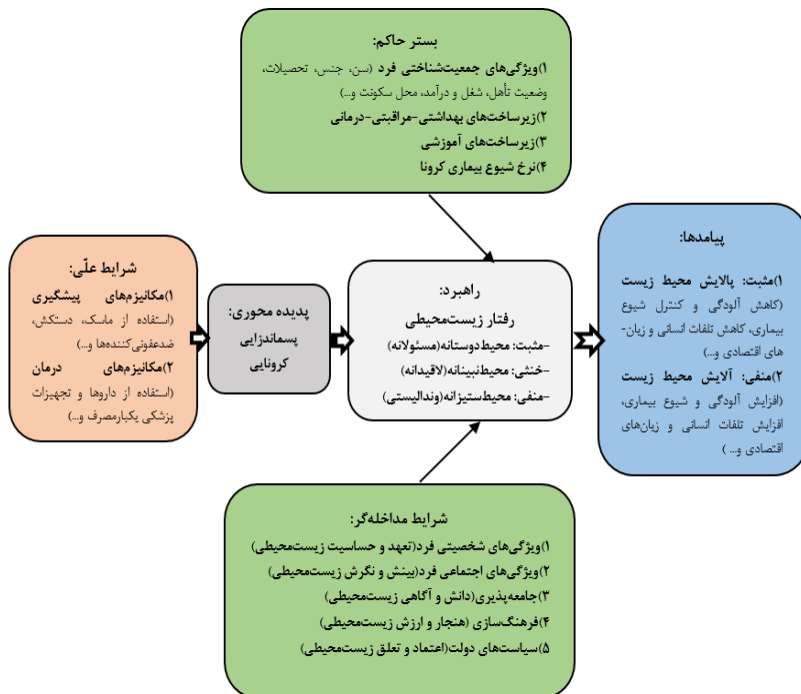 بستر حاکم:
۱)ویژگی‌های جمعیت‌شناختی فرد (سن، جنس، تحصیلات،
وضعیت تأهل، شغل و درآمد، محل سکونت و...)
۲)زیرساخت‌های بهداشتی-مراقبتی-درمانی
۳)زیرساخت‌های آموزشی
۴)نرخ شیوع بیماری کرونا
شرایط علّی:
۱)مکانیزم‌های پیشگیری
(استفاده از ماسک، دستکش،
ضدعفونی‌کننده‌ها و...)
۲)مکانیزم‌های درمان
(استفاده از داروها و تجهیزات
پزشکی یکبارمصرف و...)
پدیده محوری:
پسماندزایی
کرونایی
راهبرد:
رفتار زیست‌محیطی
-مثبت: محیط‌دوستانه(مسئولانه)
-خنثی: محیط‌نبینانه(لاقیدانه)
-منفی: محیط‌ستیزانه(وندالیستی)
پیامدها:
۱)مثبت: پالایش محیط زیست
(کاهش آلودگی و کنترل شیوع
بیماری، کاهش تلفات انسانی و زیان-
های اقتصادی و...)
۲)منفی: آلایش محیط زیست
(افزایش آلودگی و شیوع بیماری،
افزایش تلفات انسانی و زیان‌های
اقتصادی و... )
شرایط مداخله‌گر:
۱)ویژگی‌های شخصیتی فرد(تعهد و حساسیت زیست‌محیطی)
۲)ویژگی‌های اجتماعی فرد(بینش و نگرش زیست‌محیطی)
۳)جامعه‌پذیری(دانش و آگاهی زیست‌محیطی)
۴)فرهنگ‌سازی (هنجار و ارزش زیست‌محیطی)
۵)سیاست‌های دولت(اعتماد و تعلق زیست‌محیطی)